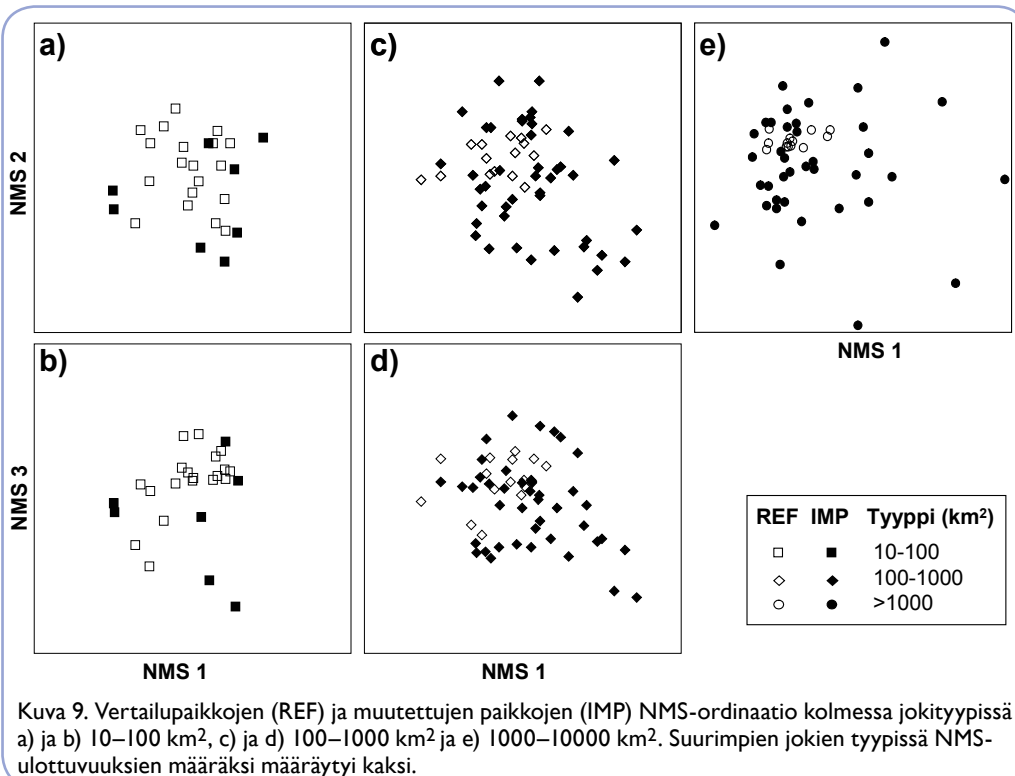 a)
c)
e)
NMS 2
NMS 1
b)
d)
NMS 3
NMS 1
NMS 1
REF IMP Tyyppi (km²)
10-100
100-1000
>1000
Kuva 9. Vertailupaikkojen (REF) ja muutettujen paikkojen (IMP) NMS-ordinaatio kolmessa jokityypissä
a) ja b) 10–100 km², c) ja d) 100–1000 km² ja e) 1000–10000 km². Suurimpien jokien tyypissä NMS-
ulottuvuuksien määräksi määräytyi kaksi.